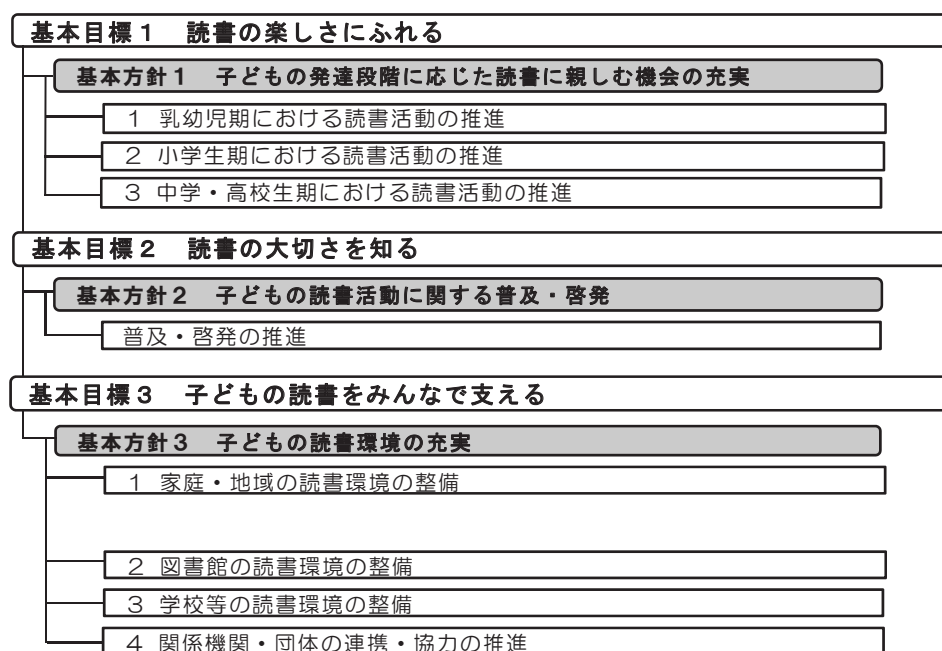 基本目標１　読書の楽しさにふれる
基本方針１　子どもの発達段階に応じた読書に親しむ機会の充実
１ 乳幼児期における読書活動の推進
２ 小学生期における読書活動の推進
３ 中学・高校生期における読書活動の推進
基本目標２　読書の大切さを知る
基本方針２　子どもの読書活動に関する普及・啓発
普及・啓発の推進
基本目標３　子どもの読書をみんなで支える
基本方針３　子どもの読書環境の充実
１ 家庭・地域の読書環境の整備
２ 図書館の読書環境の整備
３ 学校等の読書環境の整備
４ 関係機関・団体の連携・協力の推進